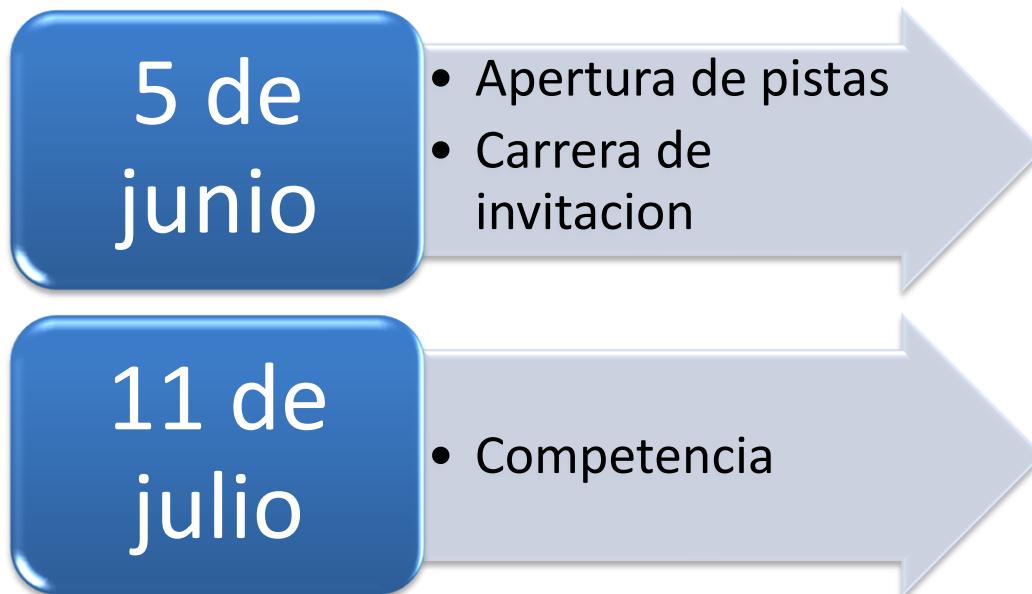 5 de
junio
• Apertura de pistas
• Carrera de
invitacion
11 de
julio
• Competencia